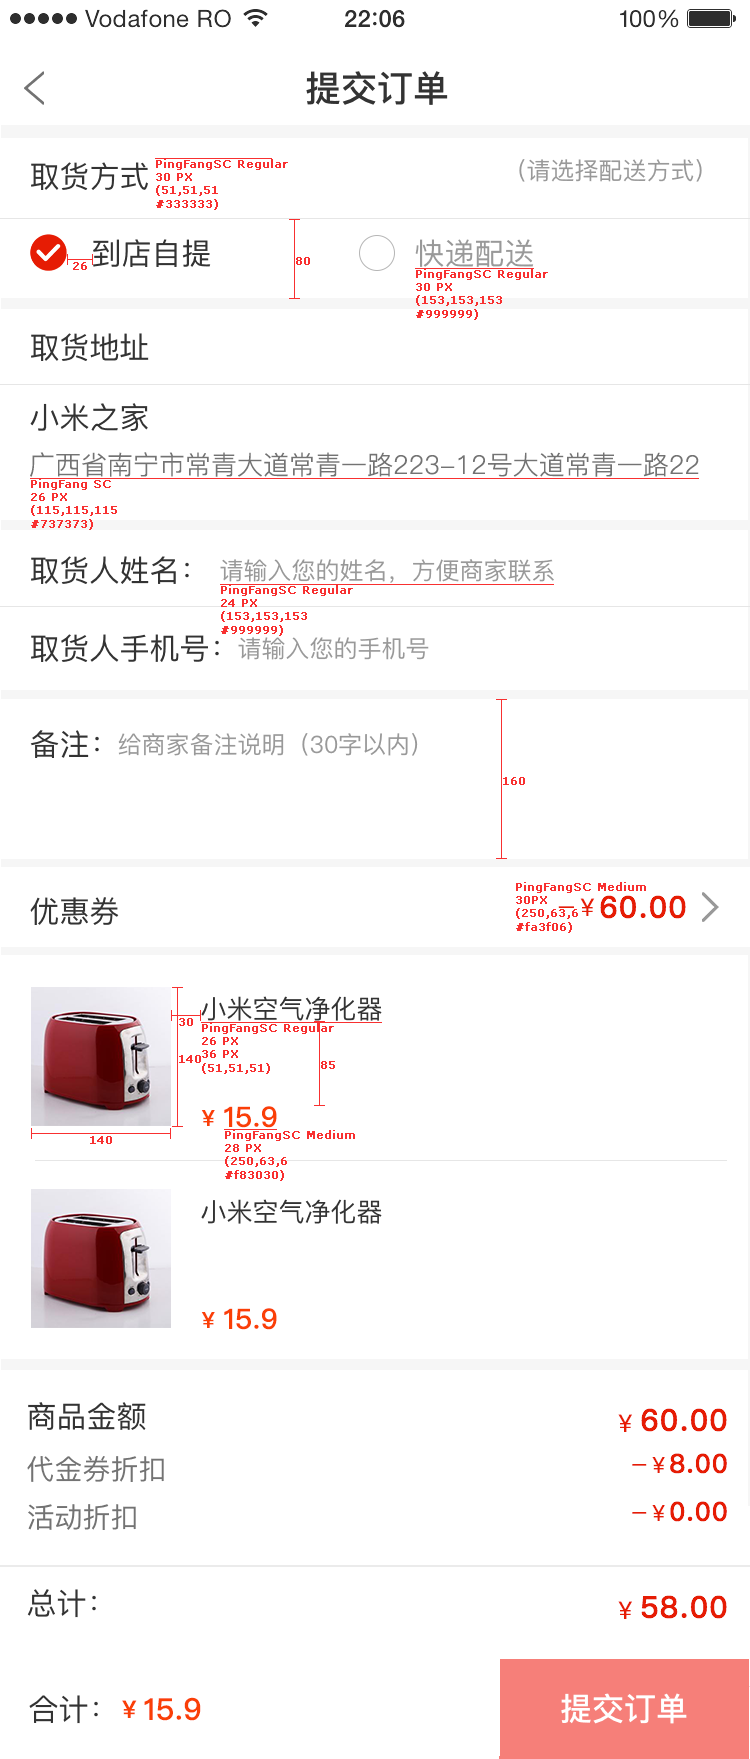 Vodafone RO 22:06 100%
提交订单
取货方式
PingFangSC Regular
30 PX
(51,51,51
#333333)
（请选择配送方式）
到店自提
26
80
快递配送
PingFangSC Regular
30 PX
(153,153,153
#999999)
取货地址
小米之家
广西省南宁市常青大道常青一路223-12号大道常青一路22
PingFang SC
26 PX
(115,115,115
#737373)
取货人姓名：
请输入您的姓名，方便商家联系
PingFangSC Regular
24 PX
(153,153,153
#999999)
取货人手机号：
请输入您的手机号
备注：
给商家备注说明（30字以内）
160
优惠券
PingFangSC Medium
30PX
(250,63,6
#fa3f06)
-¥60.00
小米空气净化器
30
PingFangSC Regular
26 PX
36 PX
(51,51,51)
140
85
¥ 15.9
PingFangSC Medium
28 PX
(250,63,6
#f83030)
140
小米空气净化器
¥ 15.9
商品金额
¥ 60.00
代金券折扣
-¥8.00
活动折扣
-¥0.00
总计：
¥ 58.00
合计：
¥ 15.9
提交订单